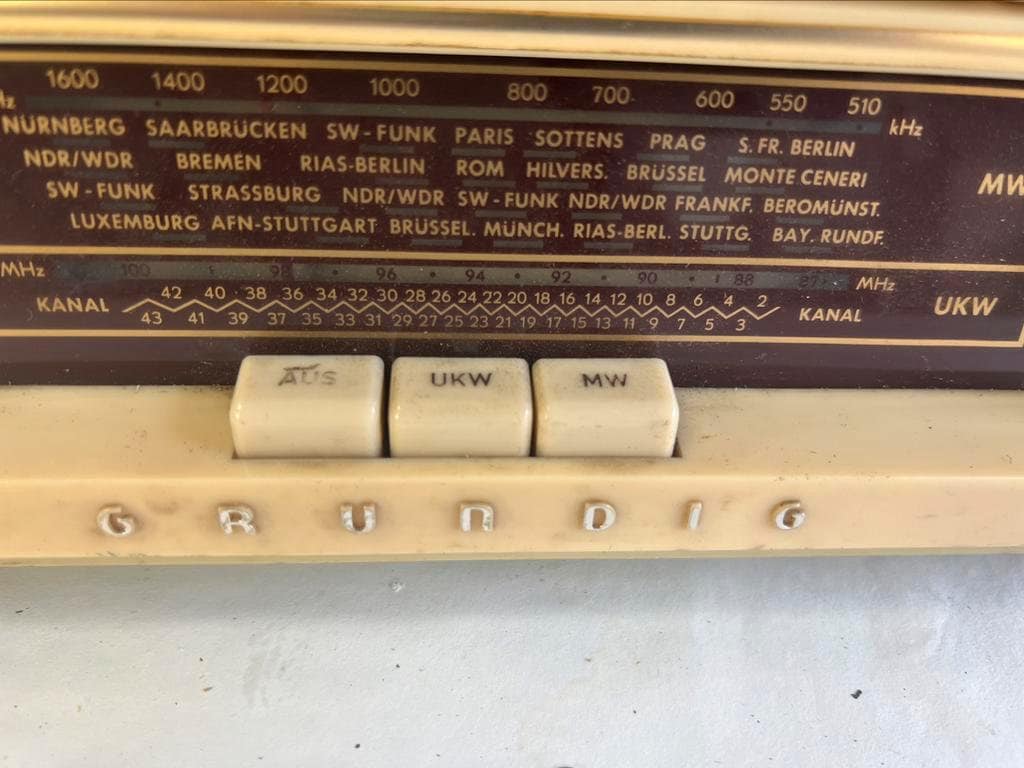 1600 1400 1200 1000 800 700 600 550 510 kHz
NÜRNBERG SAARBRÜCKEN SW-FUNK PARIS SOTTENS PRAG S. FR. BERLIN
NDR/WDR BREMEN RIAS-BERLIN ROM HILVERS. BRÜSSEL MONTE CENERI
MW
SW-FUNK STRASSBURG NDR/WDR SW-FUNK NDR/WDR FRANKF. BEROMÜNST.
LUXEMBURG AFN-STUTTGART BRÜSSEL. MÜNCH. RIAS-BERL. STUTTG. BAY. RUNDF.
MHz 100 98 96 94 92 90 88 87 MHz
42 40 38 36 34 32 30 28 26 24 22 20 18 16 14 12 10 8 6 4 2
KANAL KANAL UKW
43 41 39 37 35 33 31 29 27 25 23 21 19 17 15 13 11 9 7 5 3
AUS UKW MW
GRUNDIG